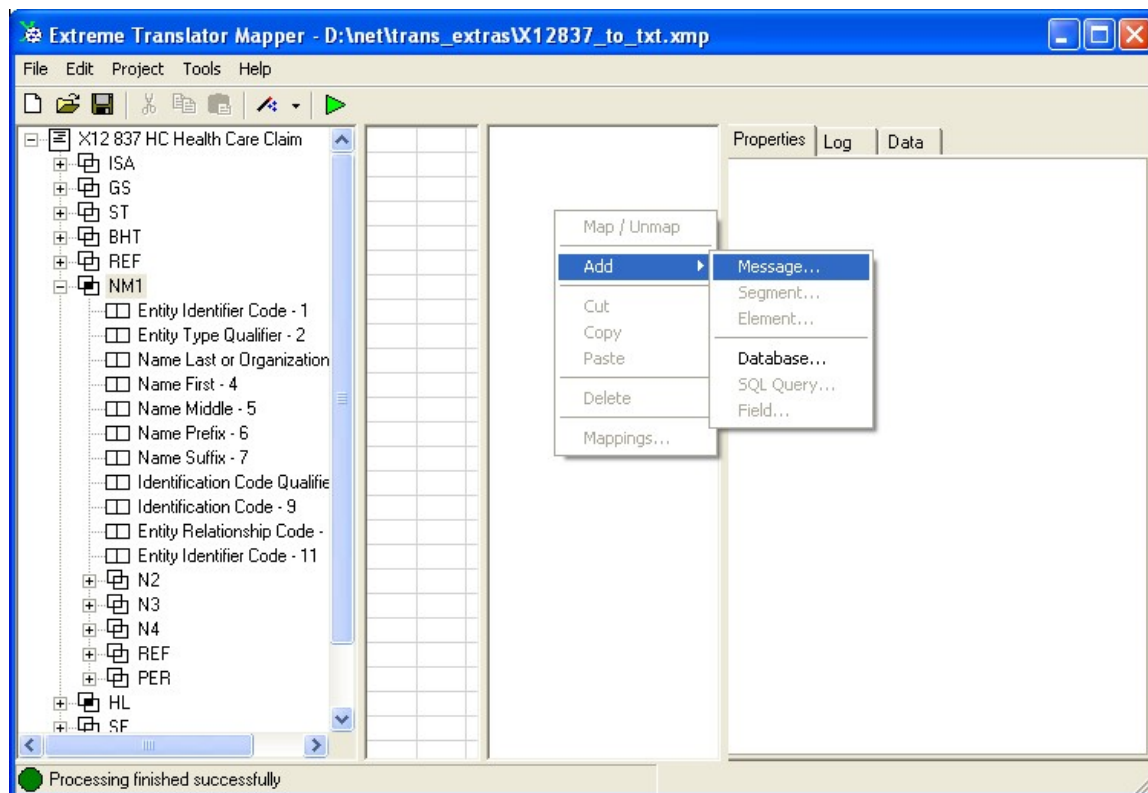 Extreme Translator Mapper - D:\net\trans_extras\X12837_to_txt.xmp
File Edit Project Tools Help
X12 837 HC Health Care Claim
ISA
GS
ST
BHT
REF
NM1
Entity Identifier Code - 1
Entity Type Qualifier - 2
Name Last or Organization
Name First - 4
Name Middle - 5
Name Prefix - 6
Name Suffix - 7
Identification Code Qualifie
Identification Code - 9
Entity Relationship Code -
Entity Identifier Code - 11
N2
N3
N4
REF
PER
HL
SE
Map / Unmap
Add
Cut
Copy
Paste
Delete
Mappings...
Message...
Segment...
Element...
Database...
SQL Query...
Field...
Properties Log Data
Processing finished successfully